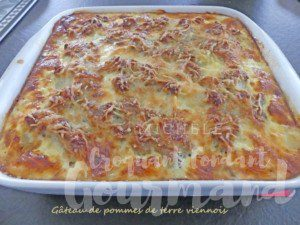 Croquant Fondant
Gourmand
Gâteau de pommes de terre viennois